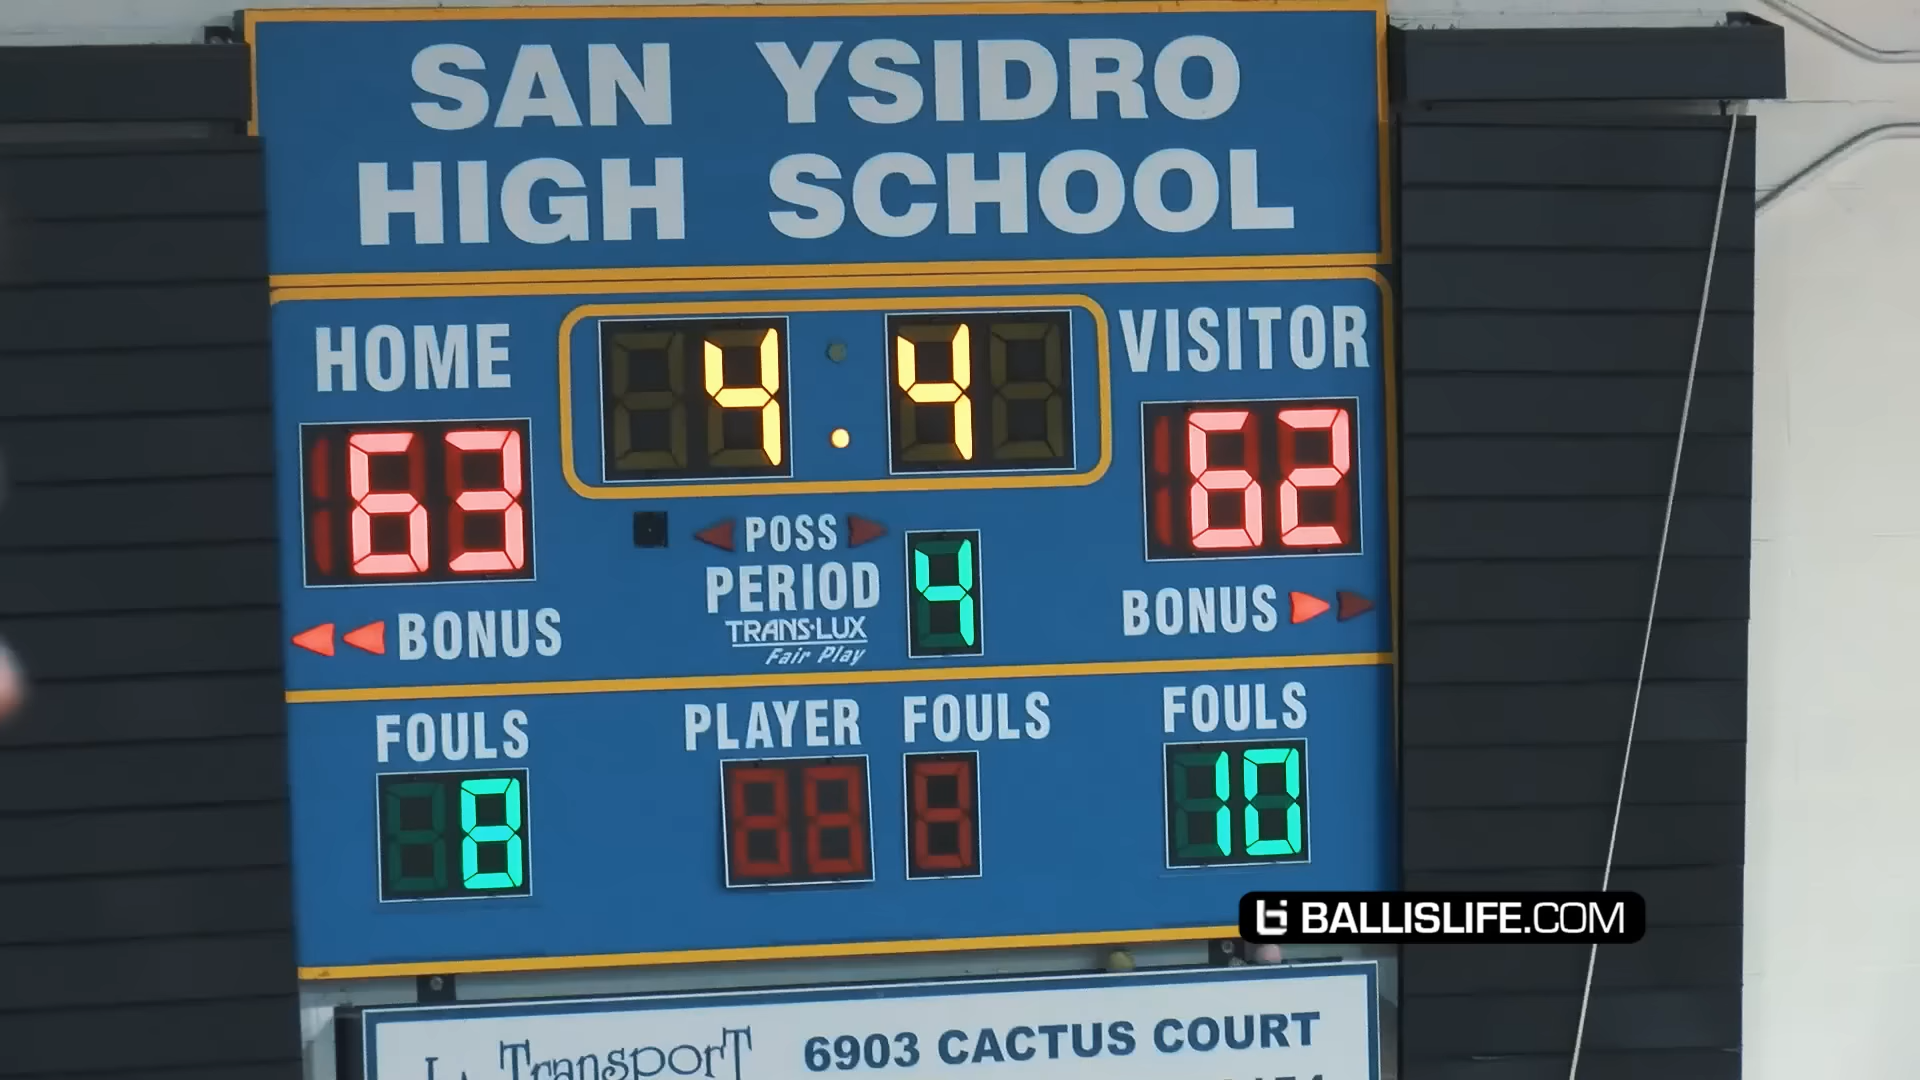 SAN YSIDRO
HIGH SCHOOL
HOME
4.4
VISITOR
63
62
POSS
PERIOD
4
TRANS·LUX
Fair Play
BONUS
BONUS
FOULS
PLAYER FOULS
FOULS
8
10
BALLISLIFE.COM
TransporT
6903 CACTUS COURT